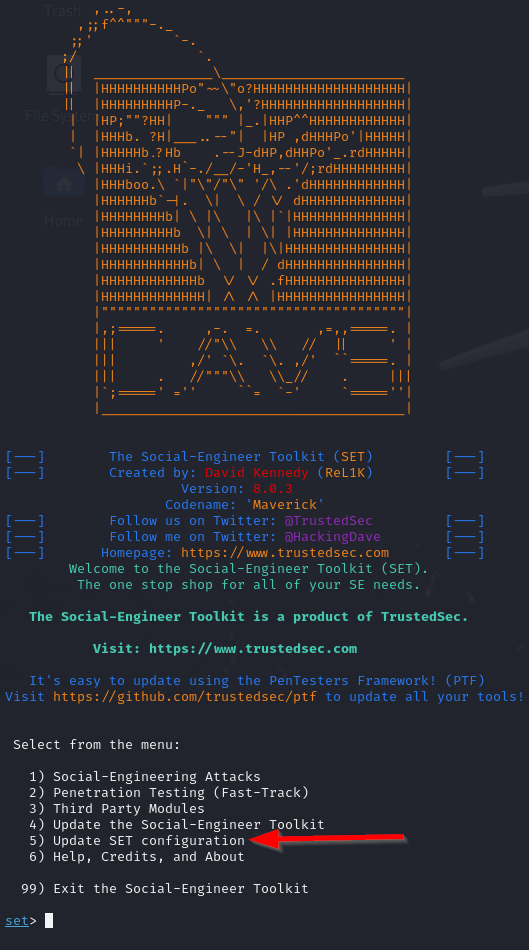 Trash
File System
Home
[---] The Social-Engineer Toolkit (SET) [---]
[---] Created by: David Kennedy (ReL1K) [---]
Version: 8.0.3
Codename: 'Maverick'
[---] Follow us on Twitter: @TrustedSec [---]
[---] Follow me on Twitter: @HackingDave [---]
[---] Homepage: https://www.trustedsec.com [---]
Welcome to the Social-Engineer Toolkit (SET).
The one stop shop for all of your SE needs.
The Social-Engineer Toolkit is a product of TrustedSec.
Visit: https://www.trustedsec.com
It's easy to update using the PenTesters Framework! (PTF)
Visit https://github.com/trustedsec/ptf to update all your tools!
Select from the menu:
1) Social-Engineering Attacks
2) Penetration Testing (Fast-Track)
3) Third Party Modules
4) Update the Social-Engineer Toolkit
5) Update SET configuration
6) Help, Credits, and About
99) Exit the Social-Engineer Toolkit
set>